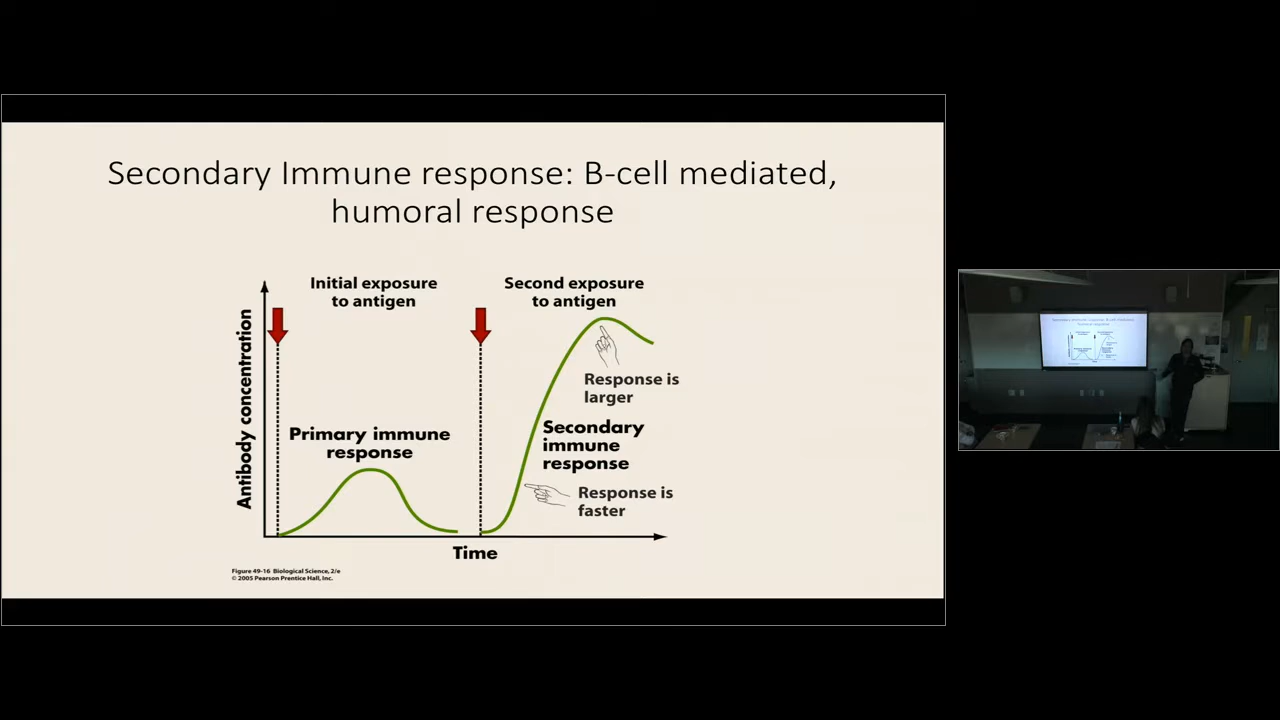 Secondary Immune response: B-cell mediated,
humoral response
Initial exposure
to antigen
Second exposure
to antigen
Antibody concentration
Primary immune
response
Response is
larger
Secondary
immune
response
Response is
faster
Time
Figure 49-16 Biological Science, 2/e
© 2005 Pearson Prentice Hall, Inc.